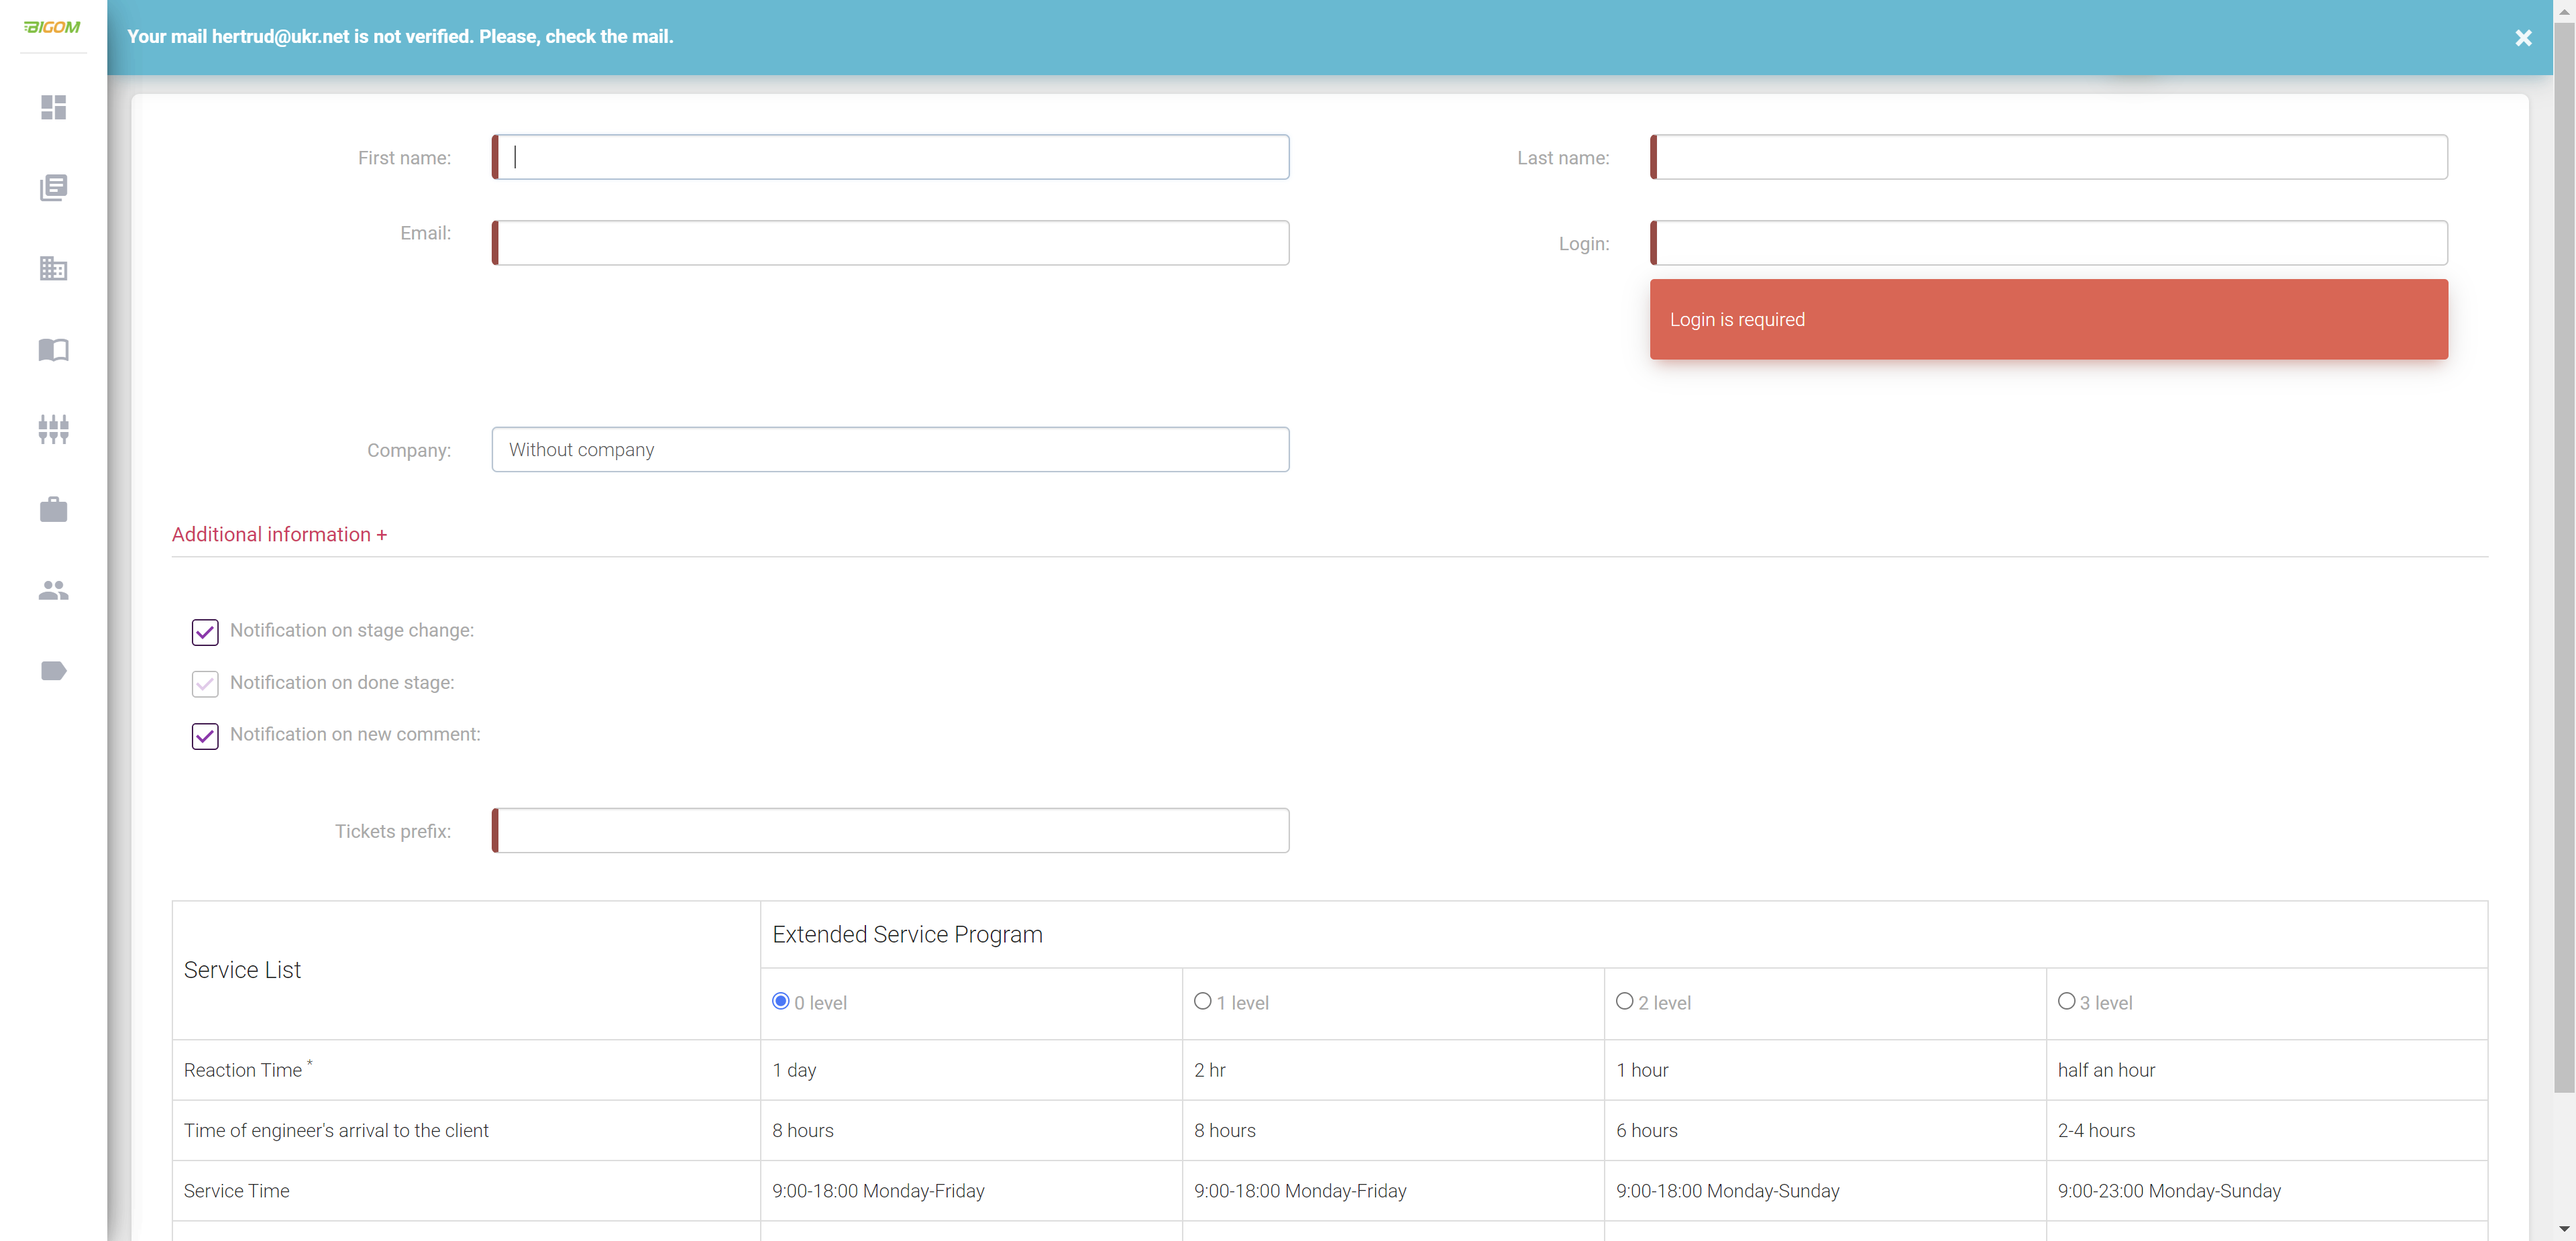 BIGOM
Your mail hertrud@ukr.net is not verified. Please, check the mail.
First name:
Last name:
Email:
Login:
Login is required
Company:
Without company
Additional information +
Notification on stage change:
Notification on done stage:
Notification on new comment:
Tickets prefix:
Service List
Extended Service Program
0 level
1 level
2 level
3 level
Reaction Time *
1 day
2 hr
1 hour
half an hour
Time of engineer's arrival to the client
8 hours
8 hours
6 hours
2-4 hours
Service Time
9:00-18:00 Monday-Friday
9:00-18:00 Monday-Friday
9:00-18:00 Monday-Sunday
9:00-23:00 Monday-Sunday